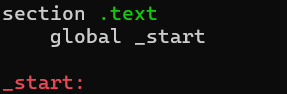 section .text
    global _start

_start: